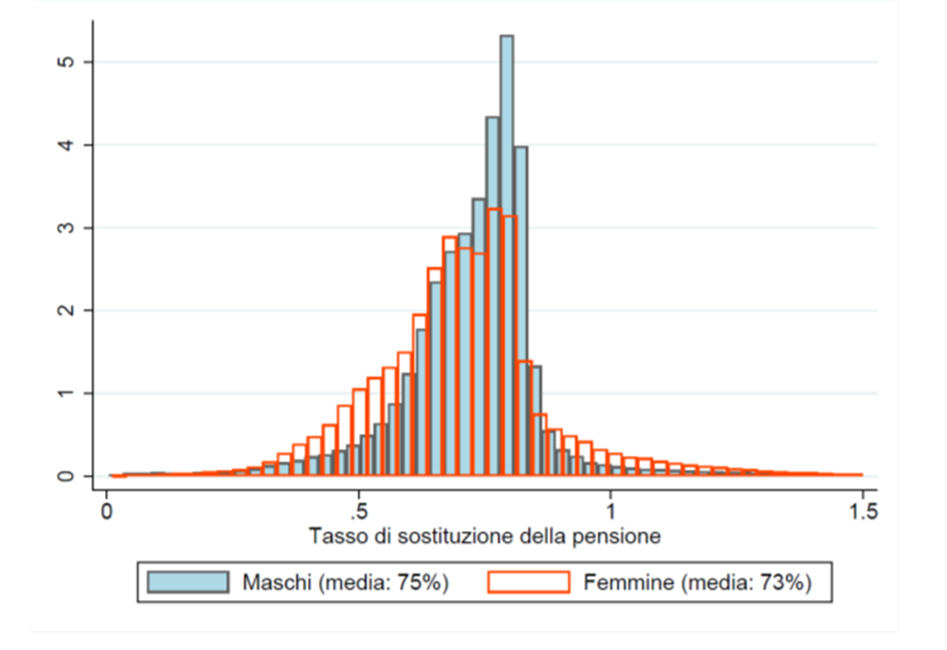 5
4
3
2
1
0
0 .5 1 1.5
Tasso di sostituzione della pensione
Maschi (media: 75%) Femmine (media: 73%)